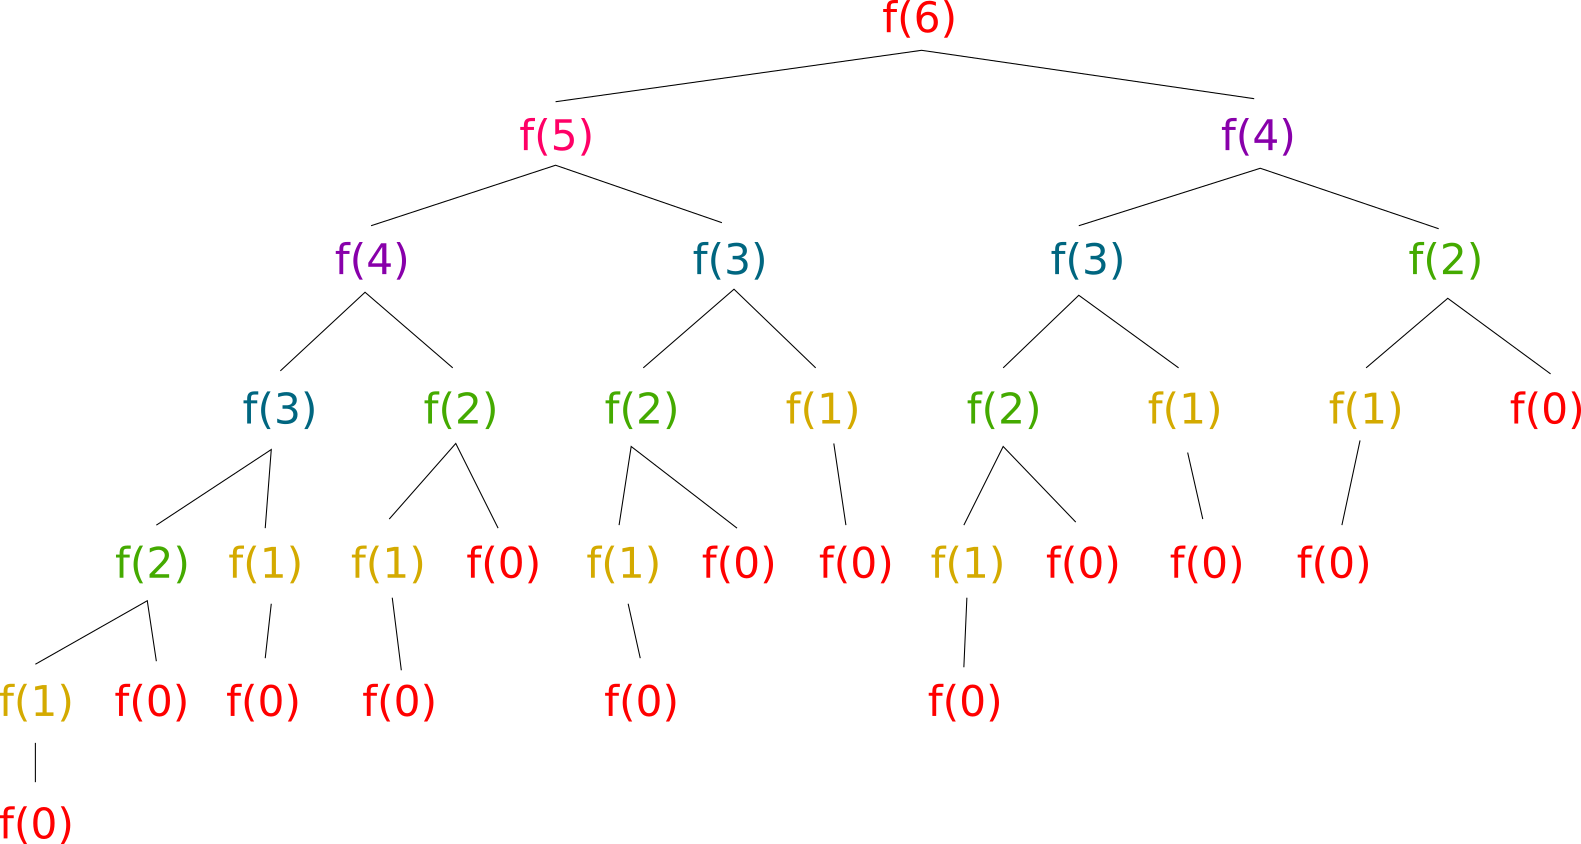 f(6)
f(5) f(4)
f(4) f(3) f(3) f(2)
f(3) f(2) f(2) f(1) f(2) f(1) f(1) f(0)
f(2) f(1) f(1) f(0) f(1) f(0) f(0) f(1) f(0) f(0) f(0)
f(1) f(0) f(0) f(0) f(0) f(0)
f(0)